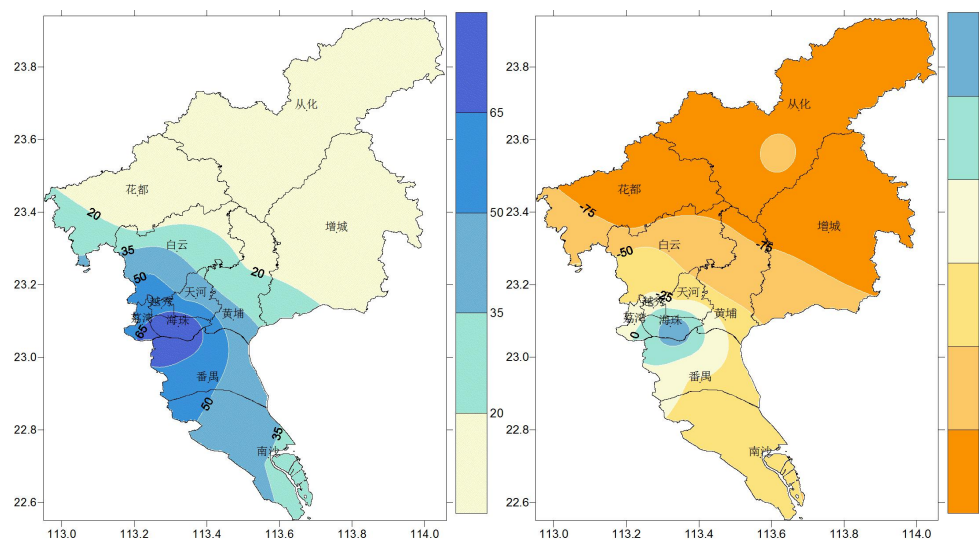 23.8
23.6
23.4
23.2
23.0
22.8
22.6
113.0
113.2
113.4
113.6
113.8
114.0
从化
花都
增城
白云
天河
越秀
荔湾
海珠
黄埔
番禺
南沙
20
35
50
65
20
50
35
65
50
35
20
23.8
23.6
23.4
23.2
23.0
22.8
22.6
113.0
113.2
113.4
113.6
113.8
114.0
从化
花都
增城
白云
天河
越秀
荔湾
海珠
黄埔
番禺
南沙
-75
-50
-75
-25
0